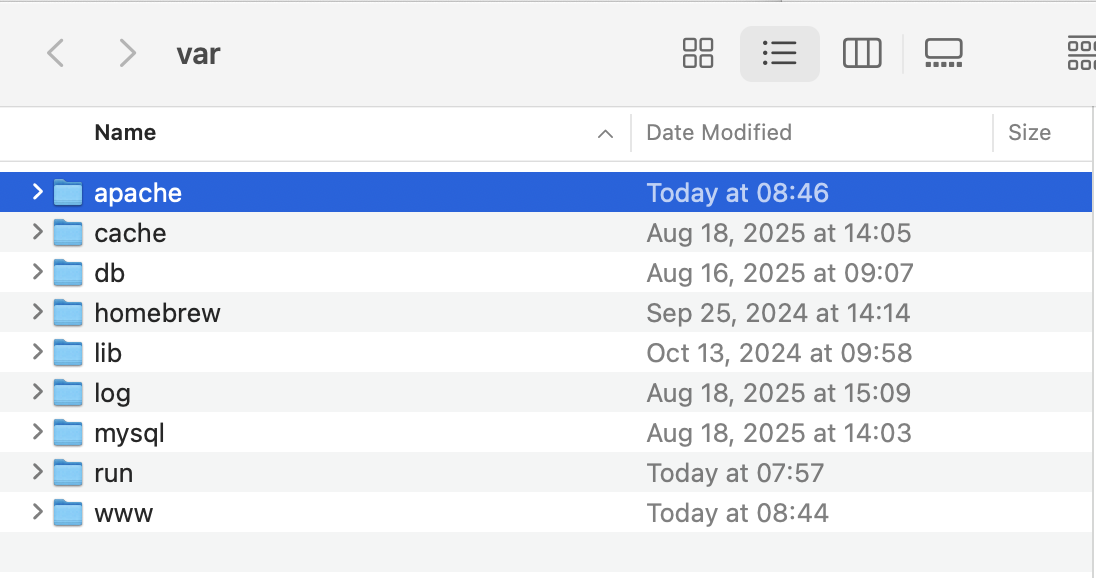 var
Name Date Modified Size
apache Today at 08:46
cache Aug 18, 2025 at 14:05
db Aug 16, 2025 at 09:07
homebrew Sep 25, 2024 at 14:14
lib Oct 13, 2024 at 09:58
log Aug 18, 2025 at 15:09
mysql Aug 18, 2025 at 14:03
run Today at 07:57
www Today at 08:44